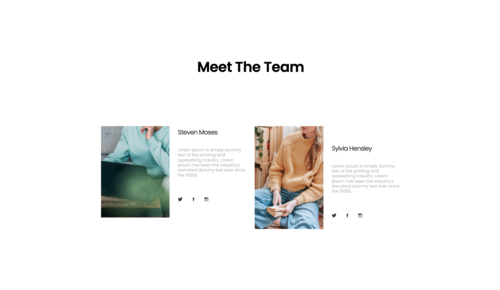 Meet The Team
Steven Moses
Lorem Ipsum is simply dummy
text of the printing and
typesetting industry. Lorem
Ipsum has been the industry's
standard dummy text ever since
the 1500s.
Sylvia Hensley
Lorem Ipsum is simply dummy
text of the printing and
typesetting industry. Lorem
Ipsum has been the industry's
standard dummy text ever since
the 1500s.